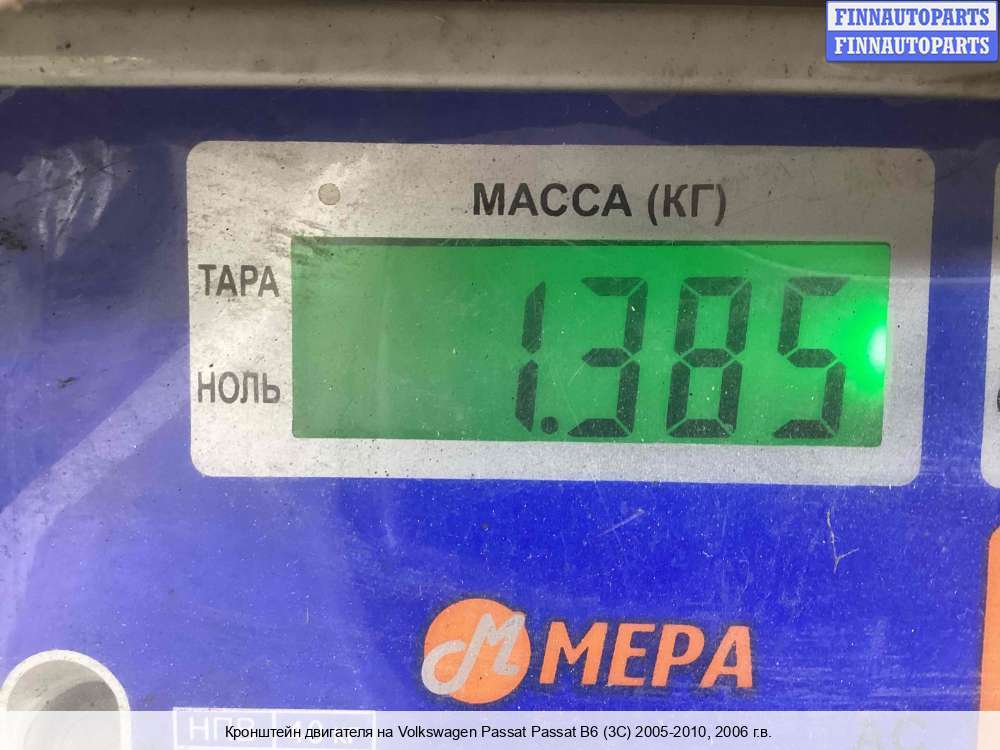 FINNAUTOPARTS
FINNAUTOPARTS
МАССА (КГ)
ТАРА
1.385
НОЛЬ
МЕРА
Кронштейн двигателя на Volkswagen Passat Passat B6 (3C) 2005-2010, 2006 г.в.